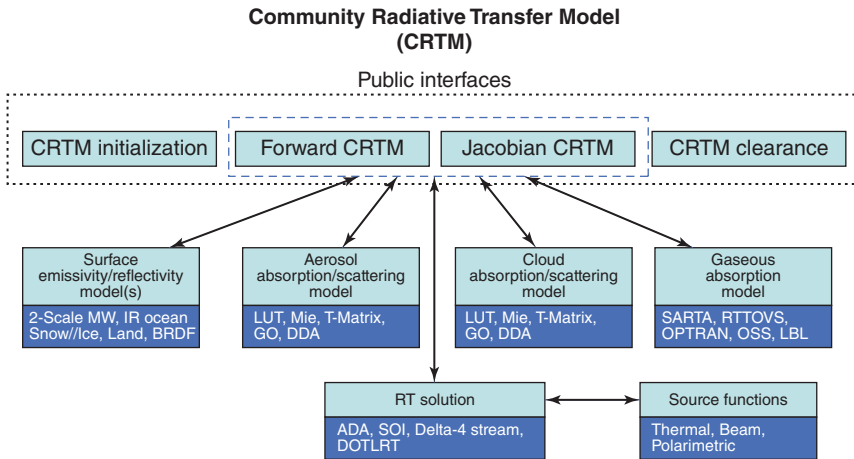 Community Radiative Transfer Model
(CRTM)
Public interfaces
CRTM initialization
Forward CRTM
Jacobian CRTM
CRTM clearance
Surface
emissivity/reflectivity
model(s)
2-Scale MW, IR ocean
Snow//Ice, Land, BRDF
Aerosol
absorption/scattering
model
LUT, Mie, T-Matrix,
GO, DDA
Cloud
absorption/scattering
model
LUT, Mie, T-Matrix,
GO, DDA
Gaseous
absorption
model
SARTA, RTTOVS,
OPTRAN, OSS, LBL
RT solution
ADA, SOI, Delta-4 stream,
DOTLRT
Source functions
Thermal, Beam,
Polarimetric